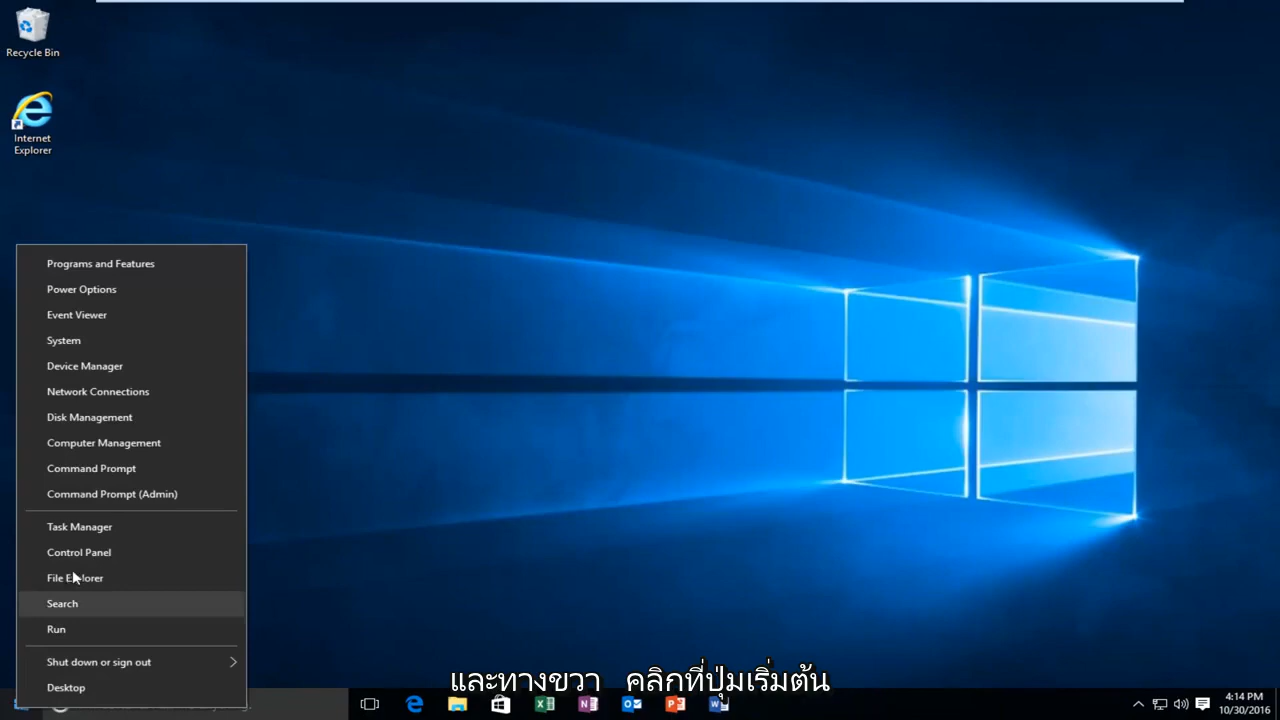 Recycle Bin
Internet
Explorer
Programs and Features
Power Options
Event Viewer
System
Device Manager
Network Connections
Disk Management
Computer Management
Command Prompt
Command Prompt (Admin)
Task Manager
Control Panel
File Explorer
Search
Run
Shut down or sign out
Desktop
และทางขวา คลิกที่ปุ่มเริ่มต้น
4:14 PM
10/30/2016